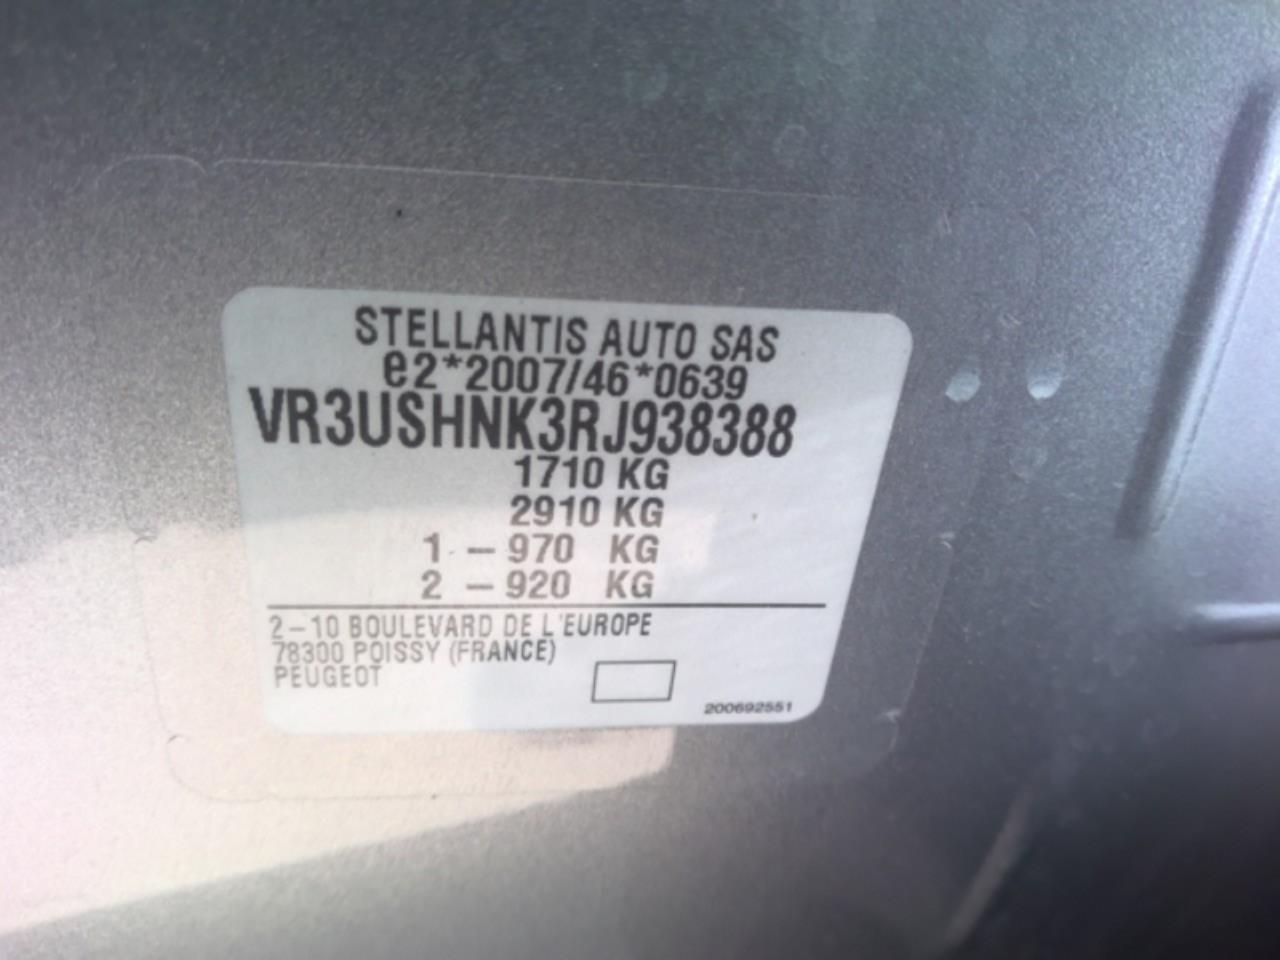 STELLANTIS AUTO SAS
e2*2007/46*0639
VR3USHNK3RJ938388
1710 KG
2910 KG
1 - 970 KG
2 - 920 KG
2-10 BOULEVARD DE L'EUROPE
78300 POISSY (FRANCE)
PEUGEOT
200692551